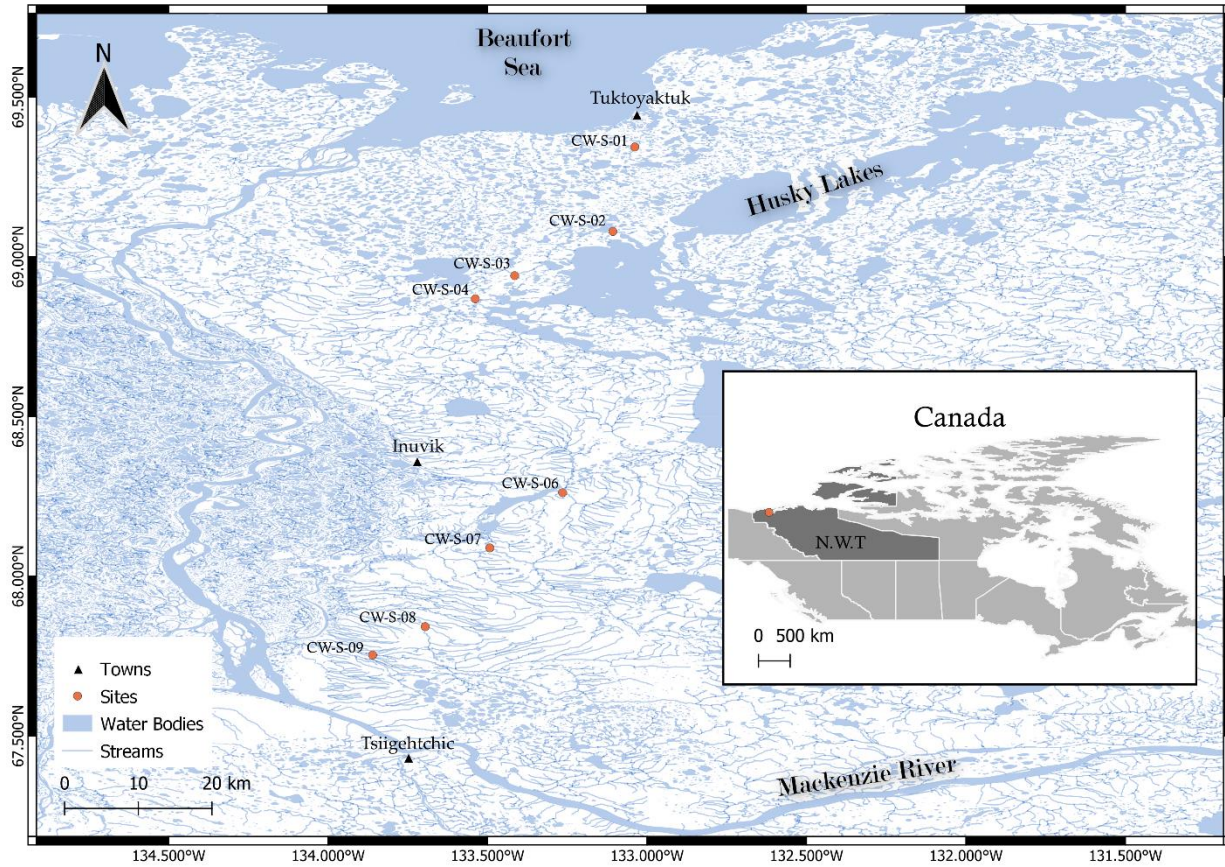 N
Beaufort
Sea
Tuktoyaktuk
CW-S-01
Husky Lakes
CW-S-02
CW-S-03
CW-S-04
Inuvik
CW-S-06
CW-S-07
CW-S-08
CW-S-09
Tsiigehtchic
Mackenzie River
Canada
N.W.T
0 500 km
Towns
Sites
Water Bodies
Streams
0 10 20 km
69.500°N
69.000°N
68.500°N
68.000°N
67.500°N
134.500°W 134.000°W 133.500°W 133.000°W 132.500°W 132.000°W 131.500°W